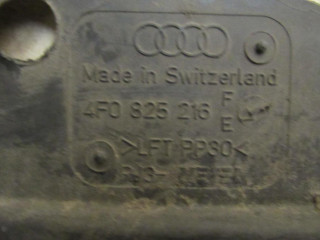 Made in Switzerland
4F0 825 216 F
E
>LFT PP30<